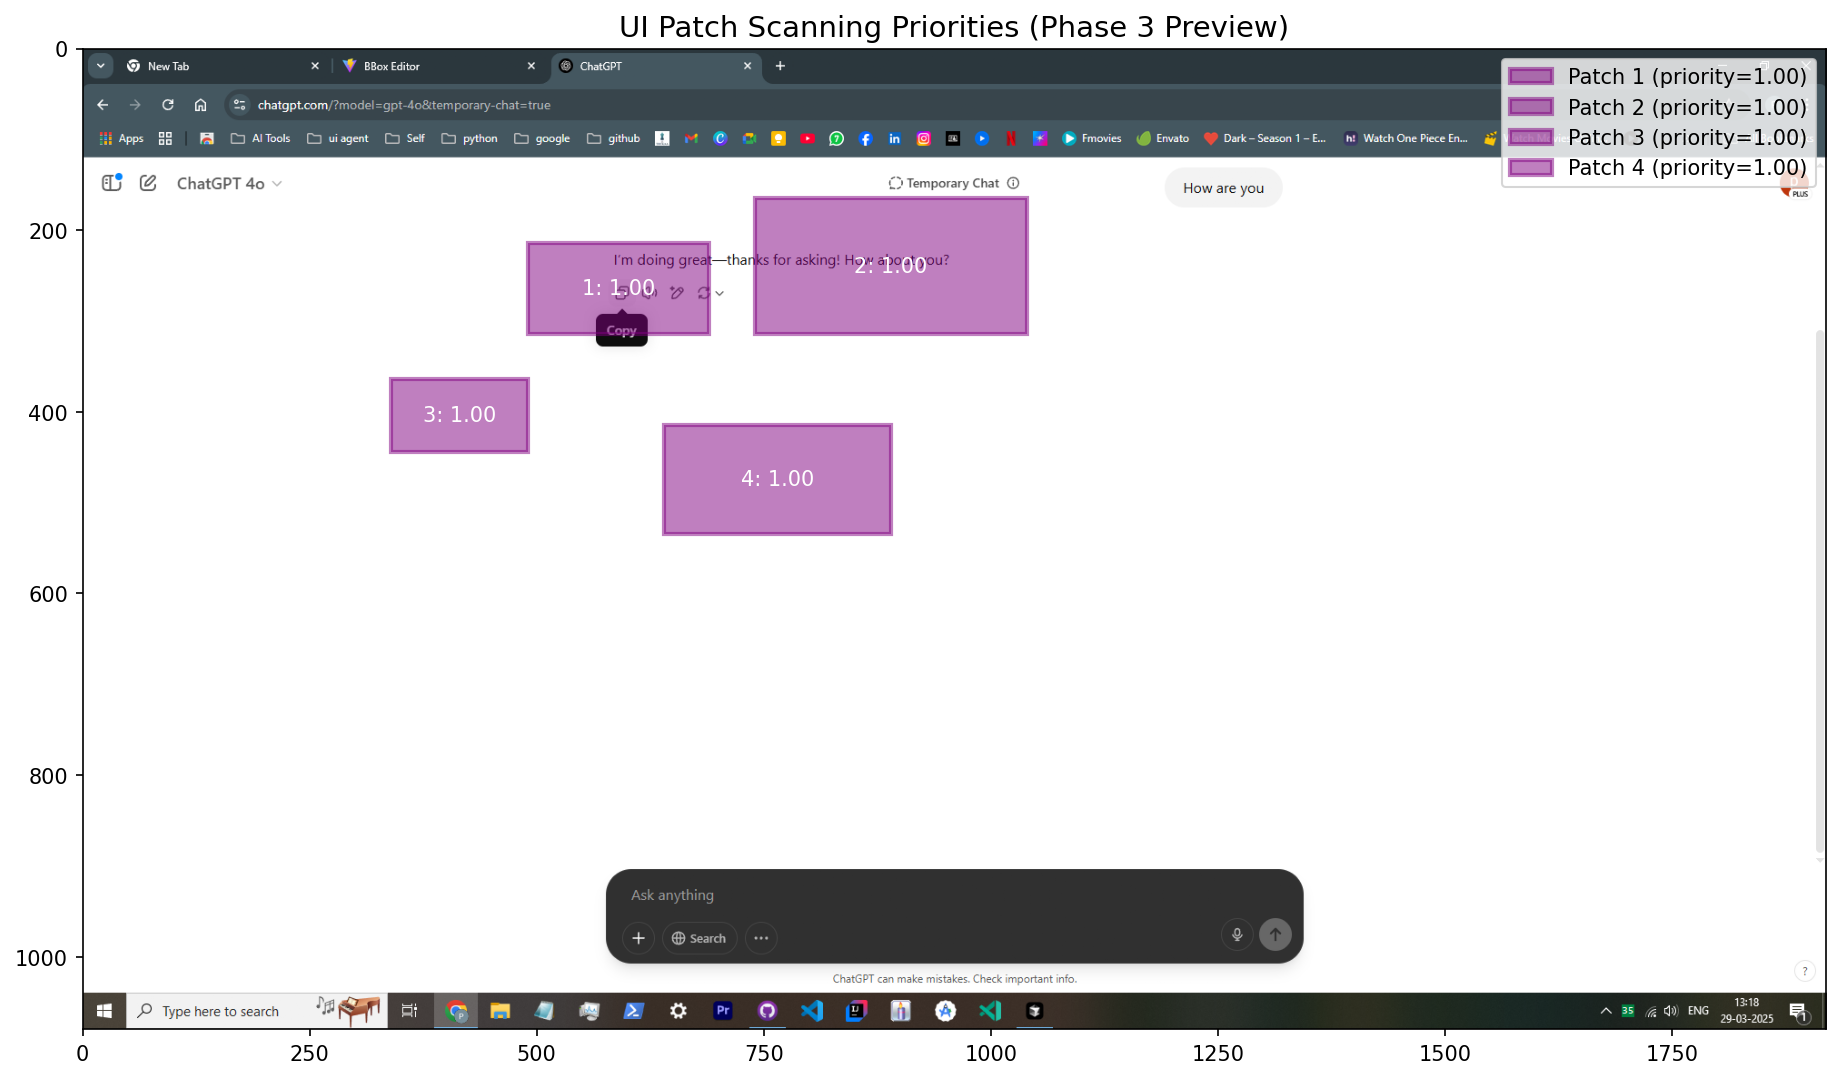 UI Patch Scanning Priorities (Phase 3 Preview)
New Tab
BBox Editor
ChatGPT
chatgpt.com/?model=gpt-4o&temporary-chat=true
Apps
AI Tools
ui agent
Self
python
google
github
Fmovies
Envato
Dark – Season 1 – E...
Watch One Piece En...
Patch 1 (priority=1.00)
Patch 2 (priority=1.00)
Patch 3 (priority=1.00)
Patch 4 (priority=1.00)
ChatGPT 4o
Temporary Chat
How are you
PLUS
I'm doing great—thanks for asking! How about you?
1: 1.00
2: 1.00
Copy
3: 1.00
4: 1.00
Ask anything
Search
ChatGPT can make mistakes. Check important info.
?
Type here to search
Pr
35
ENG
13:18
29-03-2025
1
0
200
400
600
800
1000
0
250
500
750
1000
1250
1500
1750